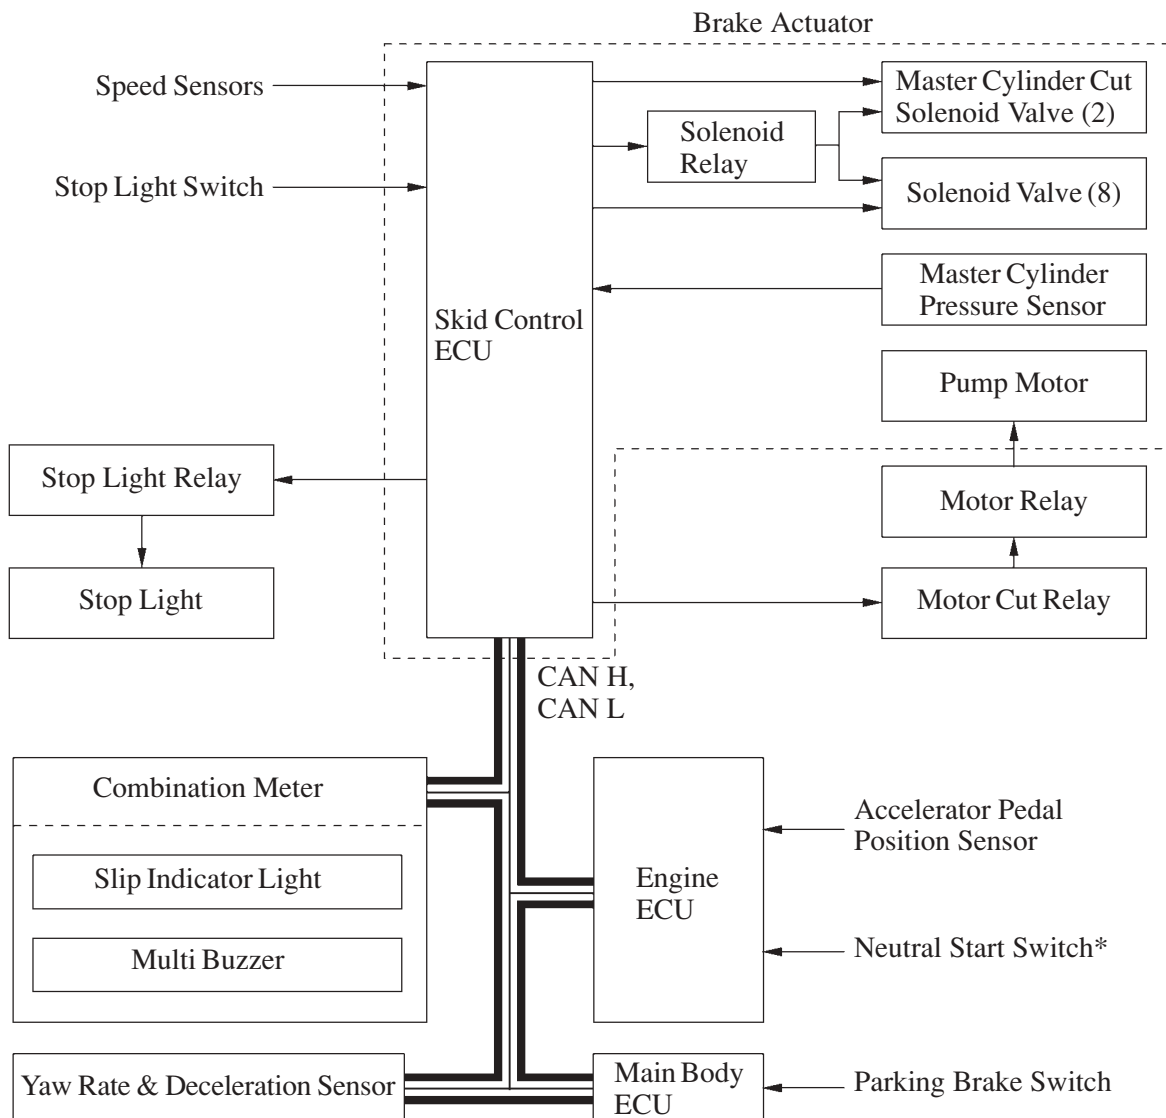 Brake Actuator
Speed Sensors
Stop Light Switch
Skid Control
ECU
Solenoid
Relay
Master Cylinder Cut
Solenoid Valve (2)
Solenoid Valve (8)
Master Cylinder
Pressure Sensor
Pump Motor
Motor Relay
Motor Cut Relay
Stop Light Relay
Stop Light
CAN H,
CAN L
Combination Meter
Slip Indicator Light
Multi Buzzer
Engine
ECU
Accelerator Pedal
Position Sensor
Neutral Start Switch*
Yaw Rate & Deceleration Sensor
Main Body
ECU
Parking Brake Switch